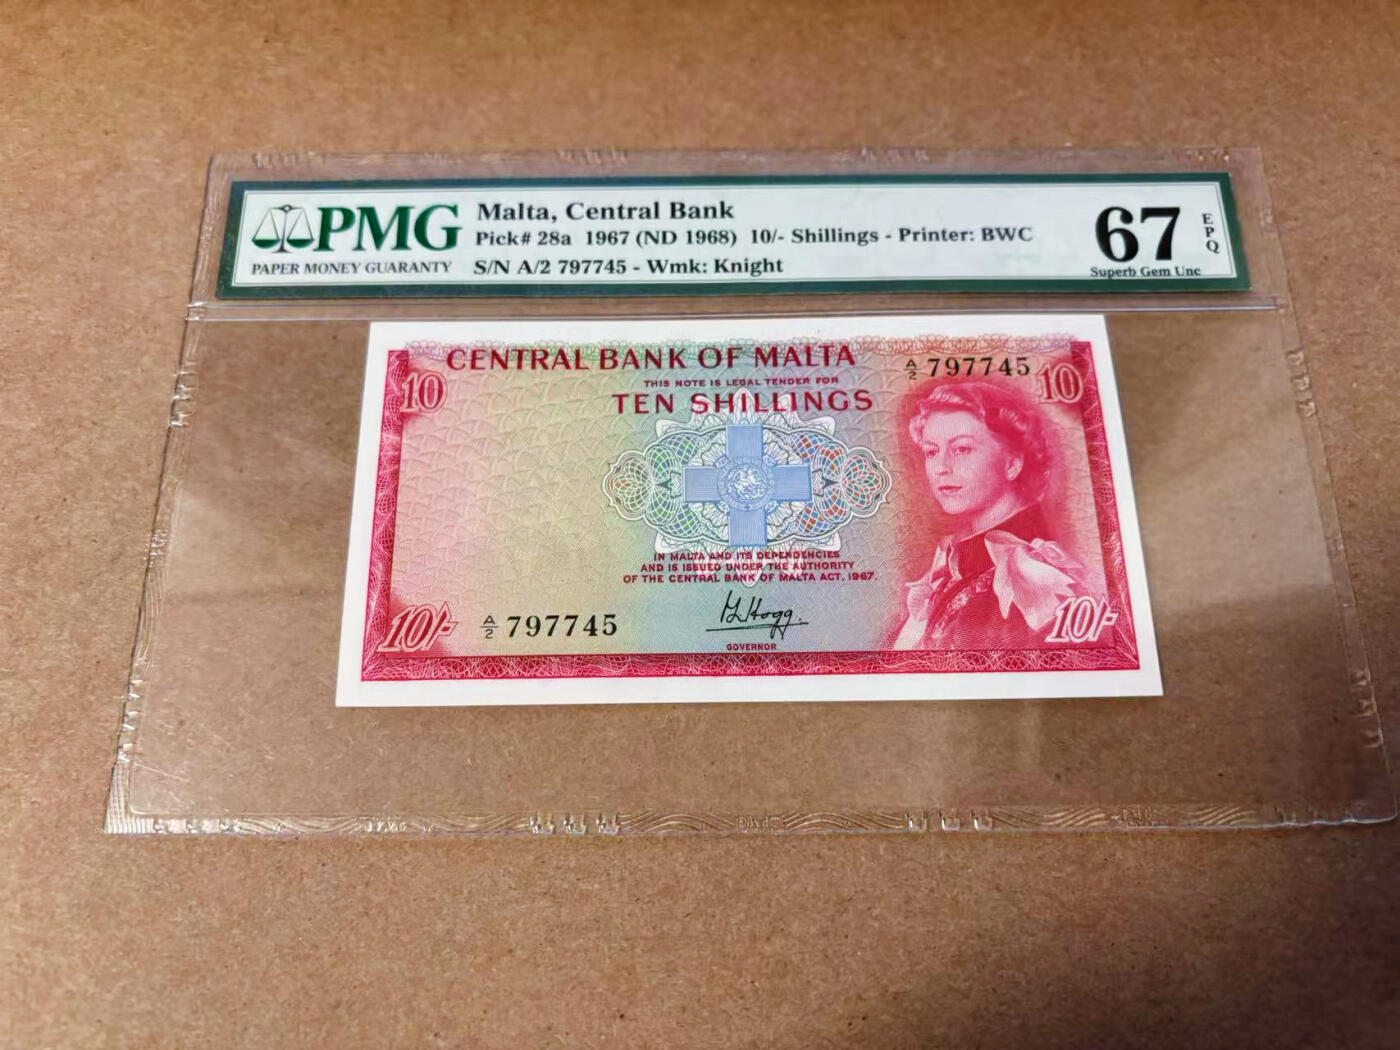 PMG
PAPER MONEY GUARANTY
Malta, Central Bank
Pick# 28a 1967 (ND 1968) 10/- Shillings - Printer: BWC
S/N A/2 797745 - Wmk: Knight
67
EPQ
Superb Gem Unc
CENTRAL BANK OF MALTA
A/2 797745
10
10
THIS NOTE IS LEGAL TENDER FOR
TEN SHILLINGS
IN MALTA AND ITS DEPENDENCIES
AND IS ISSUED UNDER THE AUTHORITY
OF THE CENTRAL BANK OF MALTA ACT, 1967.
10/-
A/2 797745
Hogg.
GOVERNOR
10/-
PMG